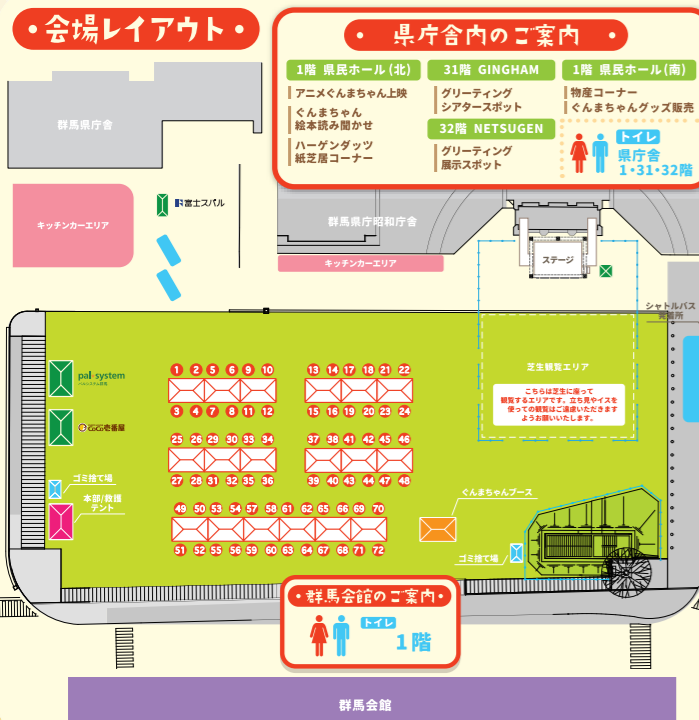 会場レイアウト
県庁舎内のご案内
1階 県民ホール(北)
アニメぐんまちゃん上映
ぐんまちゃん
絵本読み聞かせ
ハーゲンダッツ
紙芝居コーナー
31階 GINGHAM
グリーティング
シアタースポット
32階 NETSUGEN
グリーティング
展示スポット
1階 県民ホール(南)
物産コーナー
ぐんまちゃんグッズ販売
トイレ
県庁舎
1・31・32階
群馬県庁舎
キッチンカーエリア
富士スバル
群馬県庁昭和庁舎
キッチンカーエリア
ステージ
シャトルバス
発着所
芝生観覧エリア
こちらは芝生に座って
観覧するエリアです。立ち見やイスを
使っての観覧はご遠慮いただきます
ようお願いいたします。
pal*system
パルシステム群馬
CoCo壱番屋
ゴミ捨て場
本部/救護
テント
1 2 5 6 9 10
3 4 7 8 11 12
13 14 17 18 21 22
15 16 19 20 23 24
25 26 29 30 33 34
27 28 31 32 35 36
37 38 41 42 45 46
39 40 43 44 47 48
49 50 53 54 57 58 61 62 65 66 69 70
51 52 55 56 59 60 63 64 67 68 71 72
ぐんまちゃんブース
ゴミ捨て場
群馬会館のご案内
トイレ
1階
群馬会館